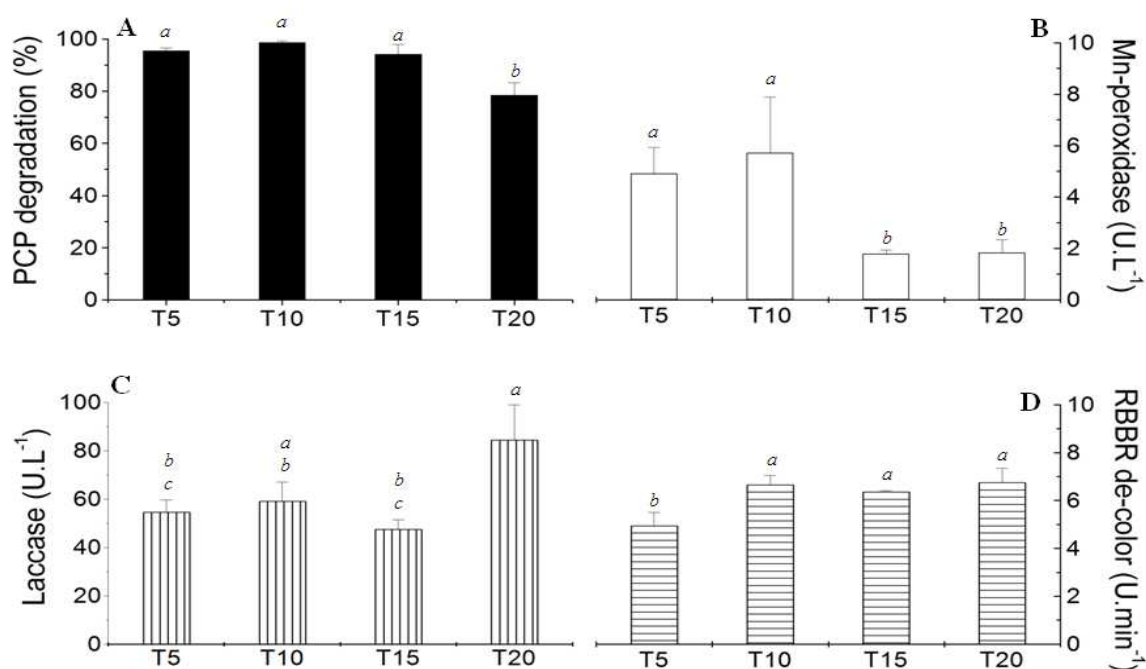 A
PCP degradation (%)
100
80
60
40
20
0
a
a
a
b
T5 T10 T15 T20
B
Mn-peroxidase (U.L-1)
10
8
6
4
2
0
a
a
b
b
T5 T10 T15 T20
C
Laccase (U.L-1)
100
80
60
40
20
0
b
c
a
b
b
c
a
T5 T10 T15 T20
D
RBBR de-color (U.min-1)
10
8
6
4
2
0
b
a
a
a
T5 T10 T15 T20